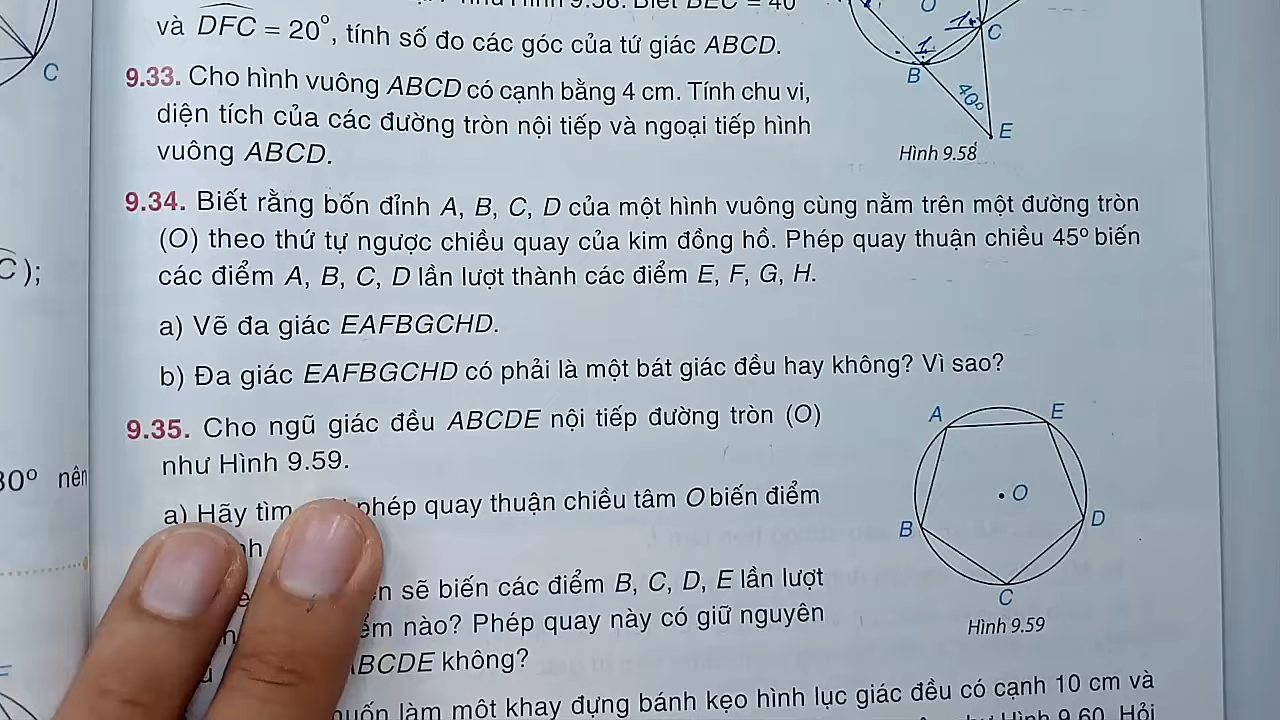 và DFC = 20°, tính số đo các góc của tứ giác ABCD.
9.33. Cho hình vuông ABCD có cạnh bằng 4 cm. Tính chu vi,
diện tích của các đường tròn nội tiếp và ngoại tiếp hình
vuông ABCD.
C
O
1
C
1
B
40°
E
Hình 9.58
9.34. Biết rằng bốn đỉnh A, B, C, D của một hình vuông cùng nằm trên một đường tròn
(O) theo thứ tự ngược chiều quay của kim đồng hồ. Phép quay thuận chiều 45° biến
các điểm A, B, C, D lần lượt thành các điểm E, F, G, H.
a) Vẽ đa giác EAFBGCHD.
b) Đa giác EAFBGCHD có phải là một bát giác đều hay không? Vì sao?
9.35. Cho ngũ giác đều ABCDE nội tiếp đường tròn (O)
như Hình 9.59.
a) Hãy tìm phép quay thuận chiều tâm O biến điểm
sẽ biến các điểm B, C, D, E lần lượt
nào? Phép quay này có giữ nguyên
BCDE không?
A
E
O
B
D
C
Hình 9.59
C);
nên
làm một khay đựng bánh kẹo hình lục giác đều có cạnh 10 cm và
Hình 9.60. Hỏi